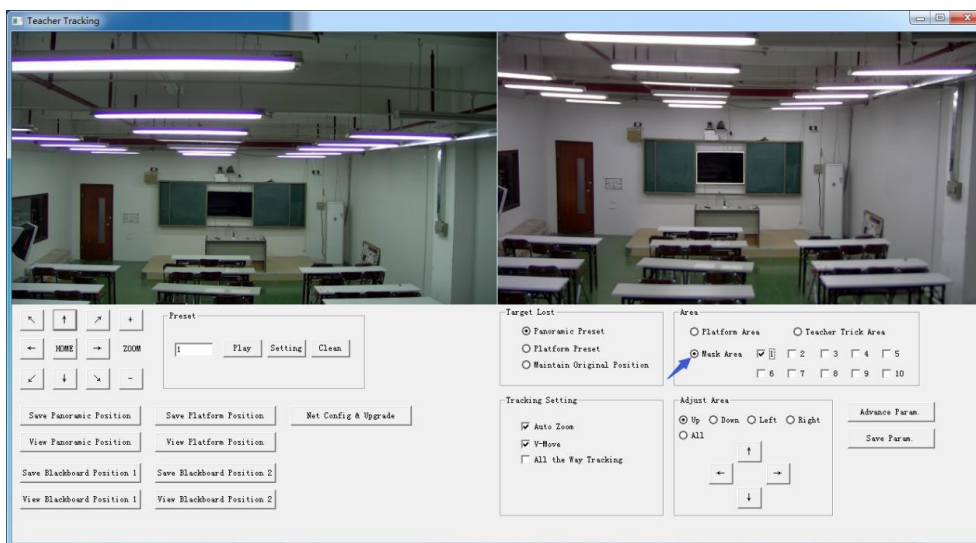 Teacher Tracking
↖ ↑ ↗ +
← HOME → ZOOM
↙ ↓ ↘ -
Preset
1 Play Setting Clean
Save Panoramic Position Save Platform Position Net Config & Upgrade
View Panoramic Position View Platform Position
Save Blackboard Position 1 Save Blackboard Position 2
View Blackboard Position 1 View Blackboard Position 2
Target Lost
Panoramic Preset
Platform Preset
Maintain Original Position
Tracking Setting
Auto Zoom
V-Move
All the Way Tracking
Area
Platform Area Teacher Trick Area
Mask Area 1 2 3 4 5
6 7 8 9 10
Adjust Area
Up Down Left Right
All
↑
← →
↓
Advance Param.
Save Param.